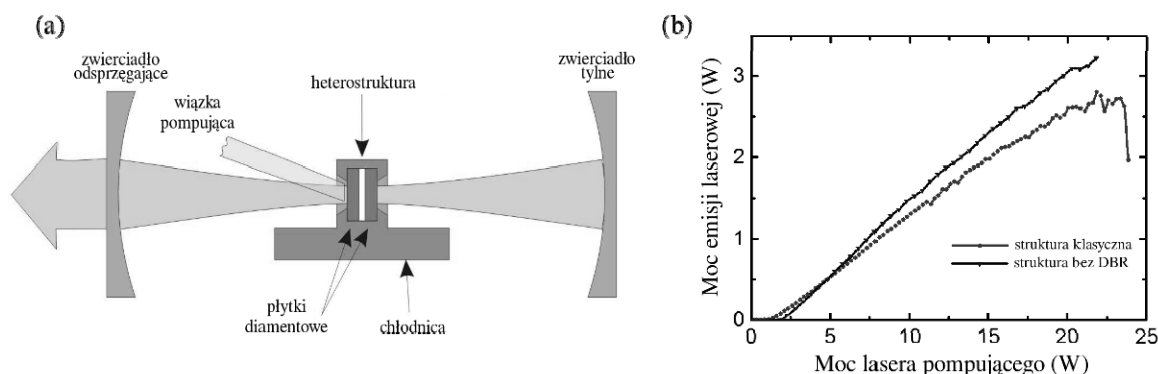 (a)
zwierciadło
odsprzęgające
wiązka
pompująca
heterostruktura
zwierciadło
tylne
płytki
diamentowe
chłodnica
(b)
Moc emisji laserowej (W)
3
2
1
0
struktura klasyczna
struktura bez DBR
0 5 10 15 20 25
Moc lasera pompującego (W)